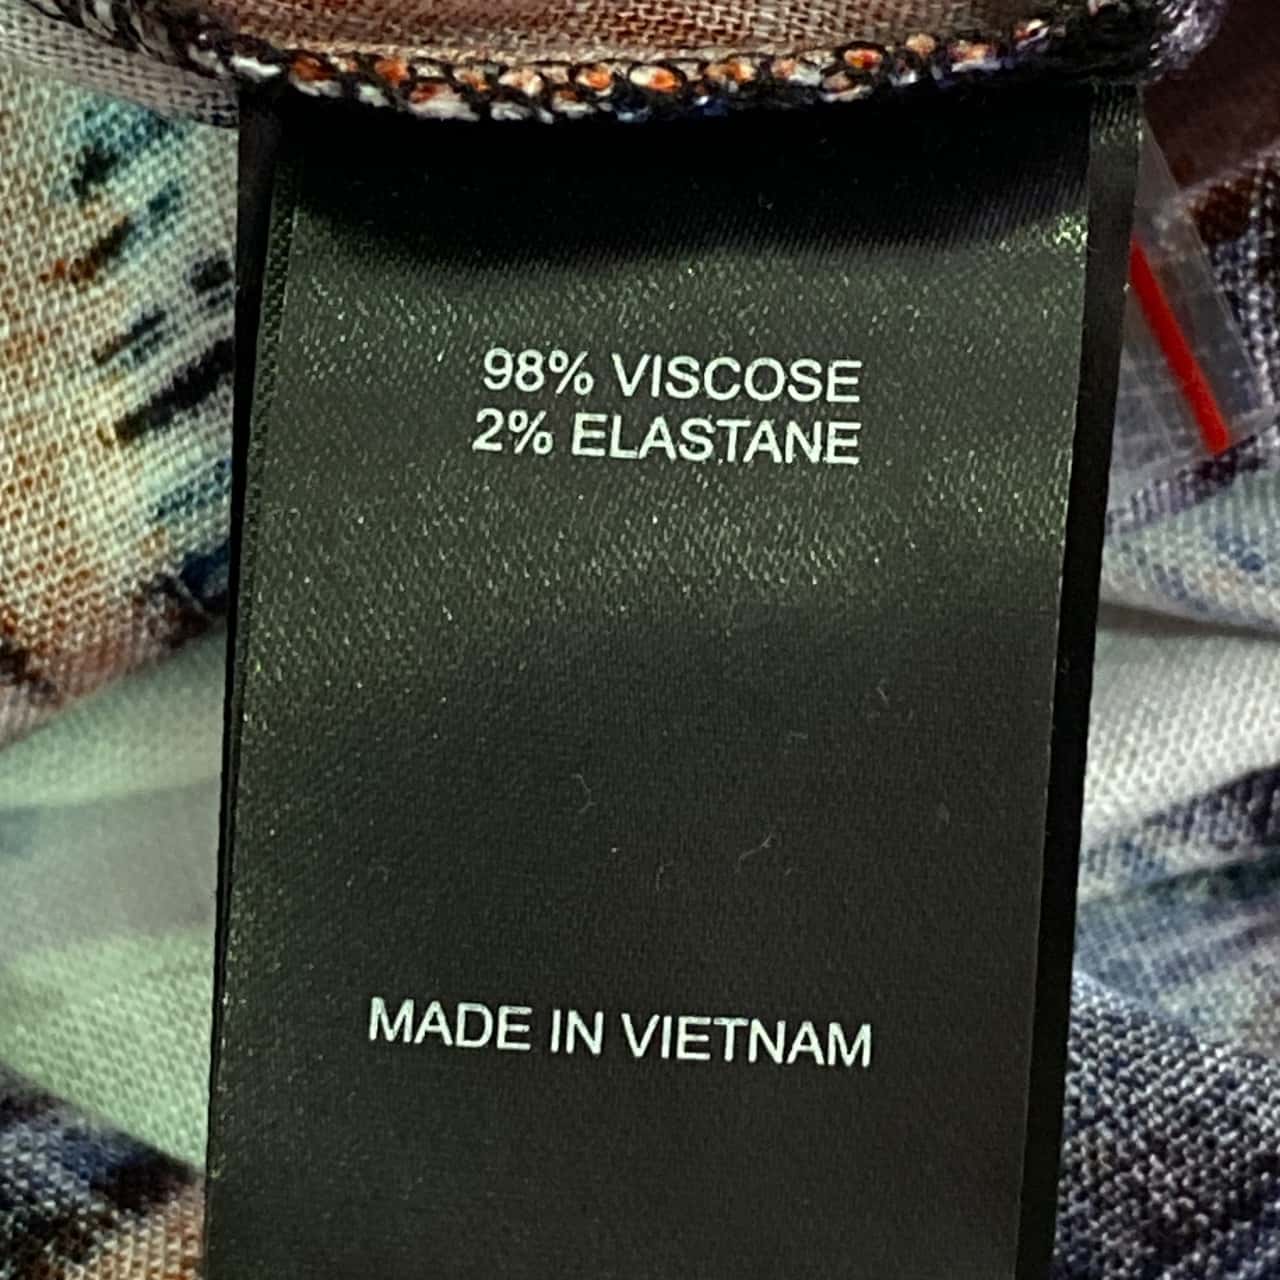 98% VISCOSE
2% ELASTANE
MADE IN VIETNAM